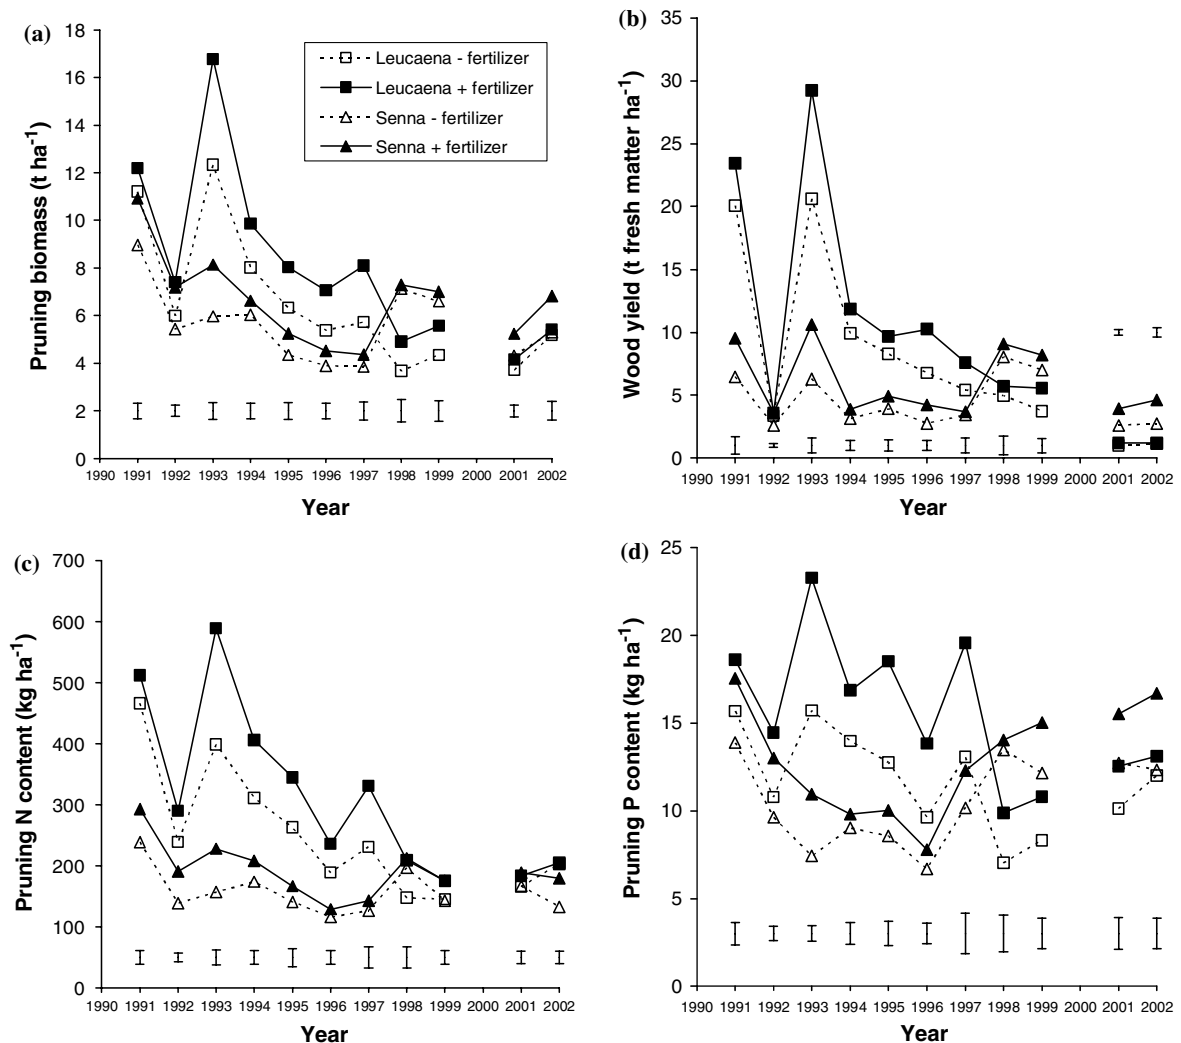 (a)
Pruning biomass (t ha⁻¹)
18
16
14
12
10
8
6
4
2
0
Leucaena - fertilizer
Leucaena + fertilizer
Senna - fertilizer
Senna + fertilizer
1990 1991 1992 1993 1994 1995 1996 1997 1998 1999 2000 2001 2002
Year
(b)
Wood yield (t fresh matter ha⁻¹)
35
30
25
20
15
10
5
0
1990 1991 1992 1993 1994 1995 1996 1997 1998 1999 2000 2001 2002
Year
(c)
Pruning N content (kg ha⁻¹)
700
600
500
400
300
200
100
0
1990 1991 1992 1993 1994 1995 1996 1997 1998 1999 2000 2001 2002
Year
(d)
Pruning P content (kg ha⁻¹)
25
20
15
10
5
0
1990 1991 1992 1993 1994 1995 1996 1997 1998 1999 2000 2001 2002
Year